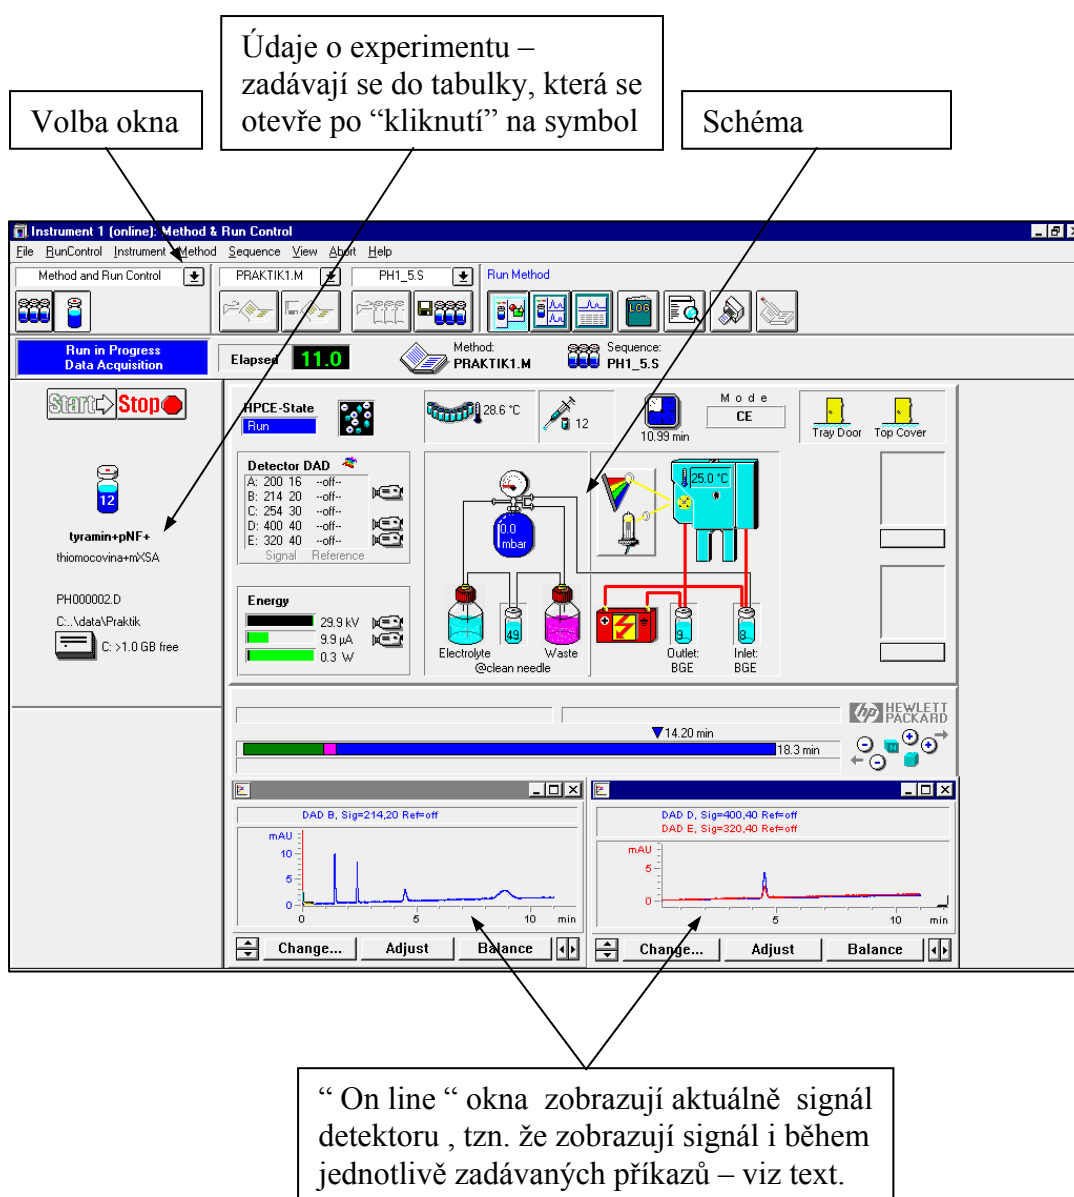 Údaje o experimentu –
zadávají se do tabulky, která se
otevře po “kliknutí” na symbol
Volba okna
Schéma
Instrument 1 (online): Method & Run Control
File RunControl Instrument Method Sequence View Abort Help
Method and Run Control
PRAKTIK1.M
PH1_5.S
Run Method
LOG
Run in Progress
Data Acquisition
Elapsed 11.0
Method:
PRAKTIK1.M
Sequence:
PH1_5.S
Start Stop
12
tyramin+pNF+
thiomocovina+mXSA
PH000002.D
C:..\data\Praktik
C: >1.0 GB free
HPCE-State
Run
28.6 °C
12
10.99 min
Mode
CE
Tray Door
Top Cover
Detector DAD
A: 200 16 --off--
B: 214 20 --off--
C: 254 30 --off--
D: 400 40 --off--
E: 320 40 --off--
Signal Reference
Energy
29.9 kV
9.9 µA
0.3 W
0.0
mbar
25.0 °C
49
9
8
Electrolyte
Waste
@clean needle
Outlet:
BGE
Inlet:
BGE
14.20 min
18.3 min
hp HEWLETT
PACKARD
DAD B, Sig=214,20 Ref=off
mAU
10
5
0
0 5 10 min
Change... Adjust Balance
DAD D, Sig=400,40 Ref=off
DAD E, Sig=320,40 Ref=off
mAU
5
0
5 10 min
Change... Adjust Balance
“ On line “ okna zobrazují aktuálně signál
detektoru , tzn. že zobrazují signál i během
jednotlivě zadávaných příkazů – viz text.